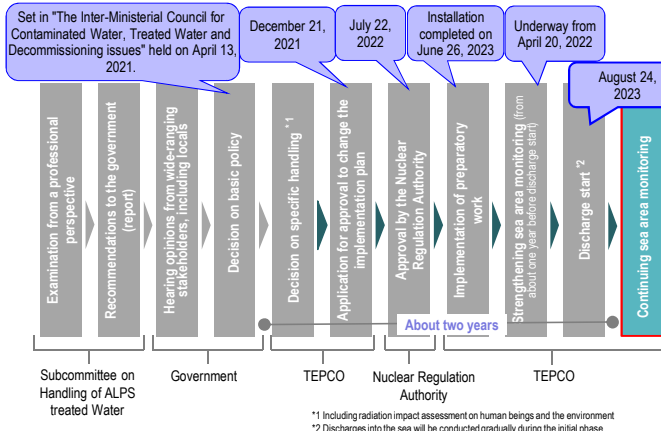 Set in "The Inter-Ministerial Council for
Contaminated Water, Treated Water and
Decommissioning issues" held on April 13,
2021.
December 21,
2021
July 22,
2022
Installation
completed on
June 26, 2023
Underway from
April 20, 2022
August 24,
2023
Examination from a professional
perspective
Recommendations to the government
(report)
Hearing opinions from wide-ranging
stakeholders, including locals
Decision on basic policy
Decision on specific handling *1
Application for approval to change the
implementation plan
Approval by the Nuclear
Regulation Authority
Implementation of preparatory
work
Strengthening sea area monitoring (from
about one year before discharge start)
Discharge start *2
Continuing sea area monitoring
About two years
Subcommittee on
Handling of ALPS
treated Water
Government
TEPCO
Nuclear Regulation
Authority
TEPCO
*1 Including radiation impact assessment on human beings and the environment
*2 Discharges into the sea will be conducted gradually during the initial phase